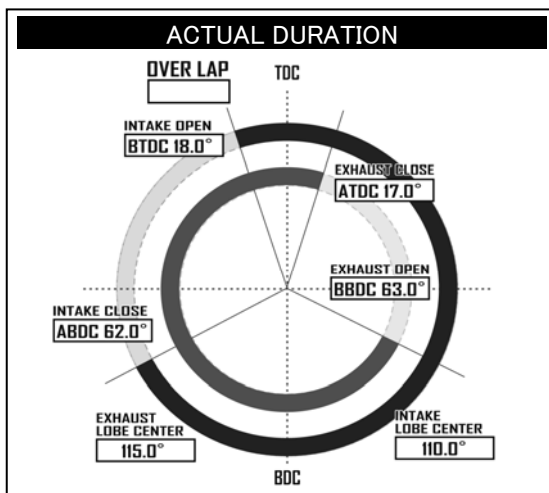 ACTUAL DURATION
OVER LAP
TDC
INTAKE OPEN
BTDC 18.0°
EXHAUST CLOSE
ATDC 17.0°
EXHAUST OPEN
BBDC 63.0°
INTAKE CLOSE
ABDC 62.0°
EXHAUST
LOBE CENTER
115.0°
INTAKE
LOBE CENTER
110.0°
BDC